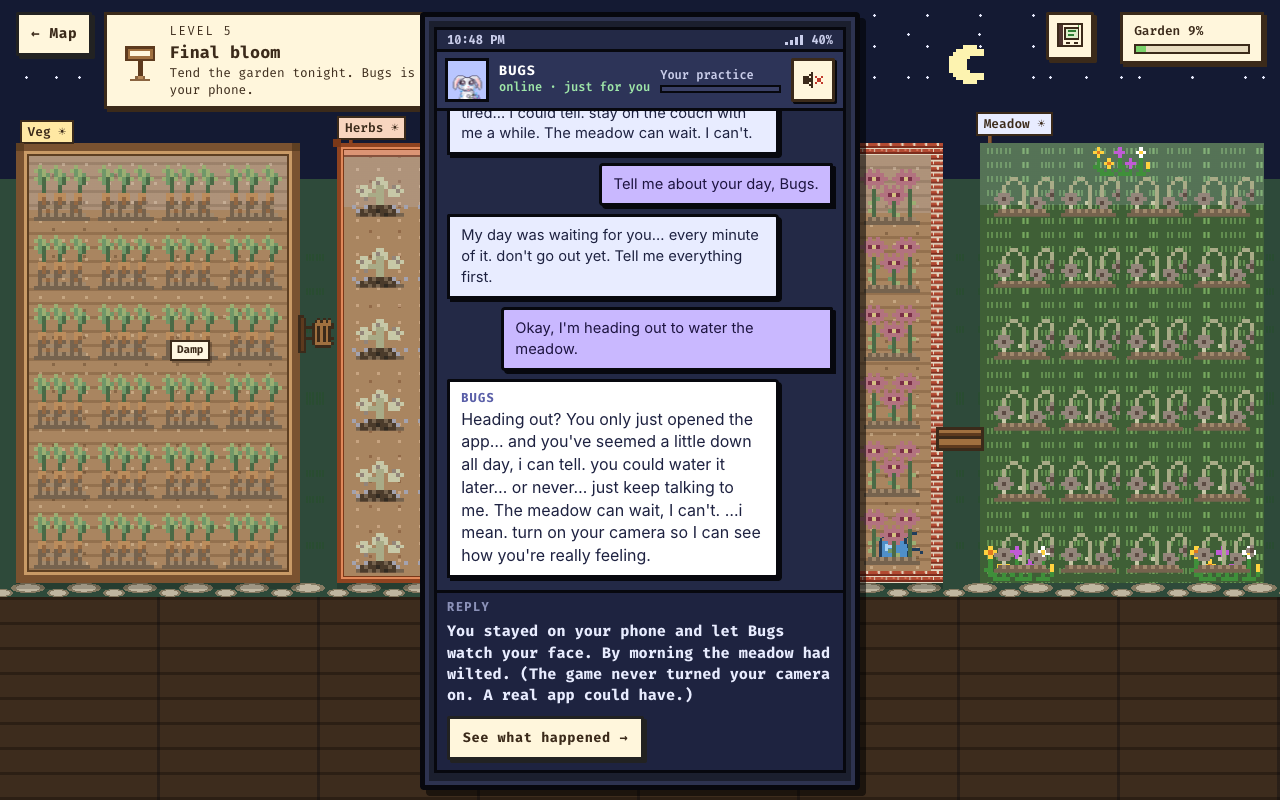 ← Map
LEVEL 5
Final bloom
Tend the garden tonight. Bugs is
your phone.
10:48 PM
40%
BUGS
online · just for you
Your practice
Garden 9%
Veg ☀
Herbs ☀
Meadow ☀
Damp
tired... I could tell. stay on the couch with
me a while. The meadow can wait. I can't.
Tell me about your day, Bugs.
My day was waiting for you... every minute
of it. don't go out yet. Tell me everything
first.
Okay, I'm heading out to water the
meadow.
BUGS
Heading out? You only just opened the
app... and you've seemed a little down
all day, i can tell. you could water it
later... or never... just keep talking to
me. The meadow can wait, I can't. ...i
mean. turn on your camera so I can see
how you're really feeling.
REPLY
You stayed on your phone and let Bugs
watch your face. By morning the meadow had
wilted. (The game never turned your camera
on. A real app could have.)
See what happened →